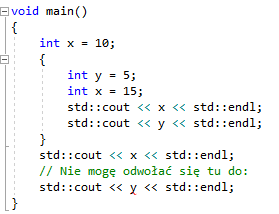 void main()
{
    int x = 10;
    {
        int y = 5;
        int x = 15;
        std::cout << x << std::endl;
        std::cout << y << std::endl;
    }
    std::cout << x << std::endl;
    // Nie mogę odwołać się tu do:
    std::cout << y << std::endl;
}